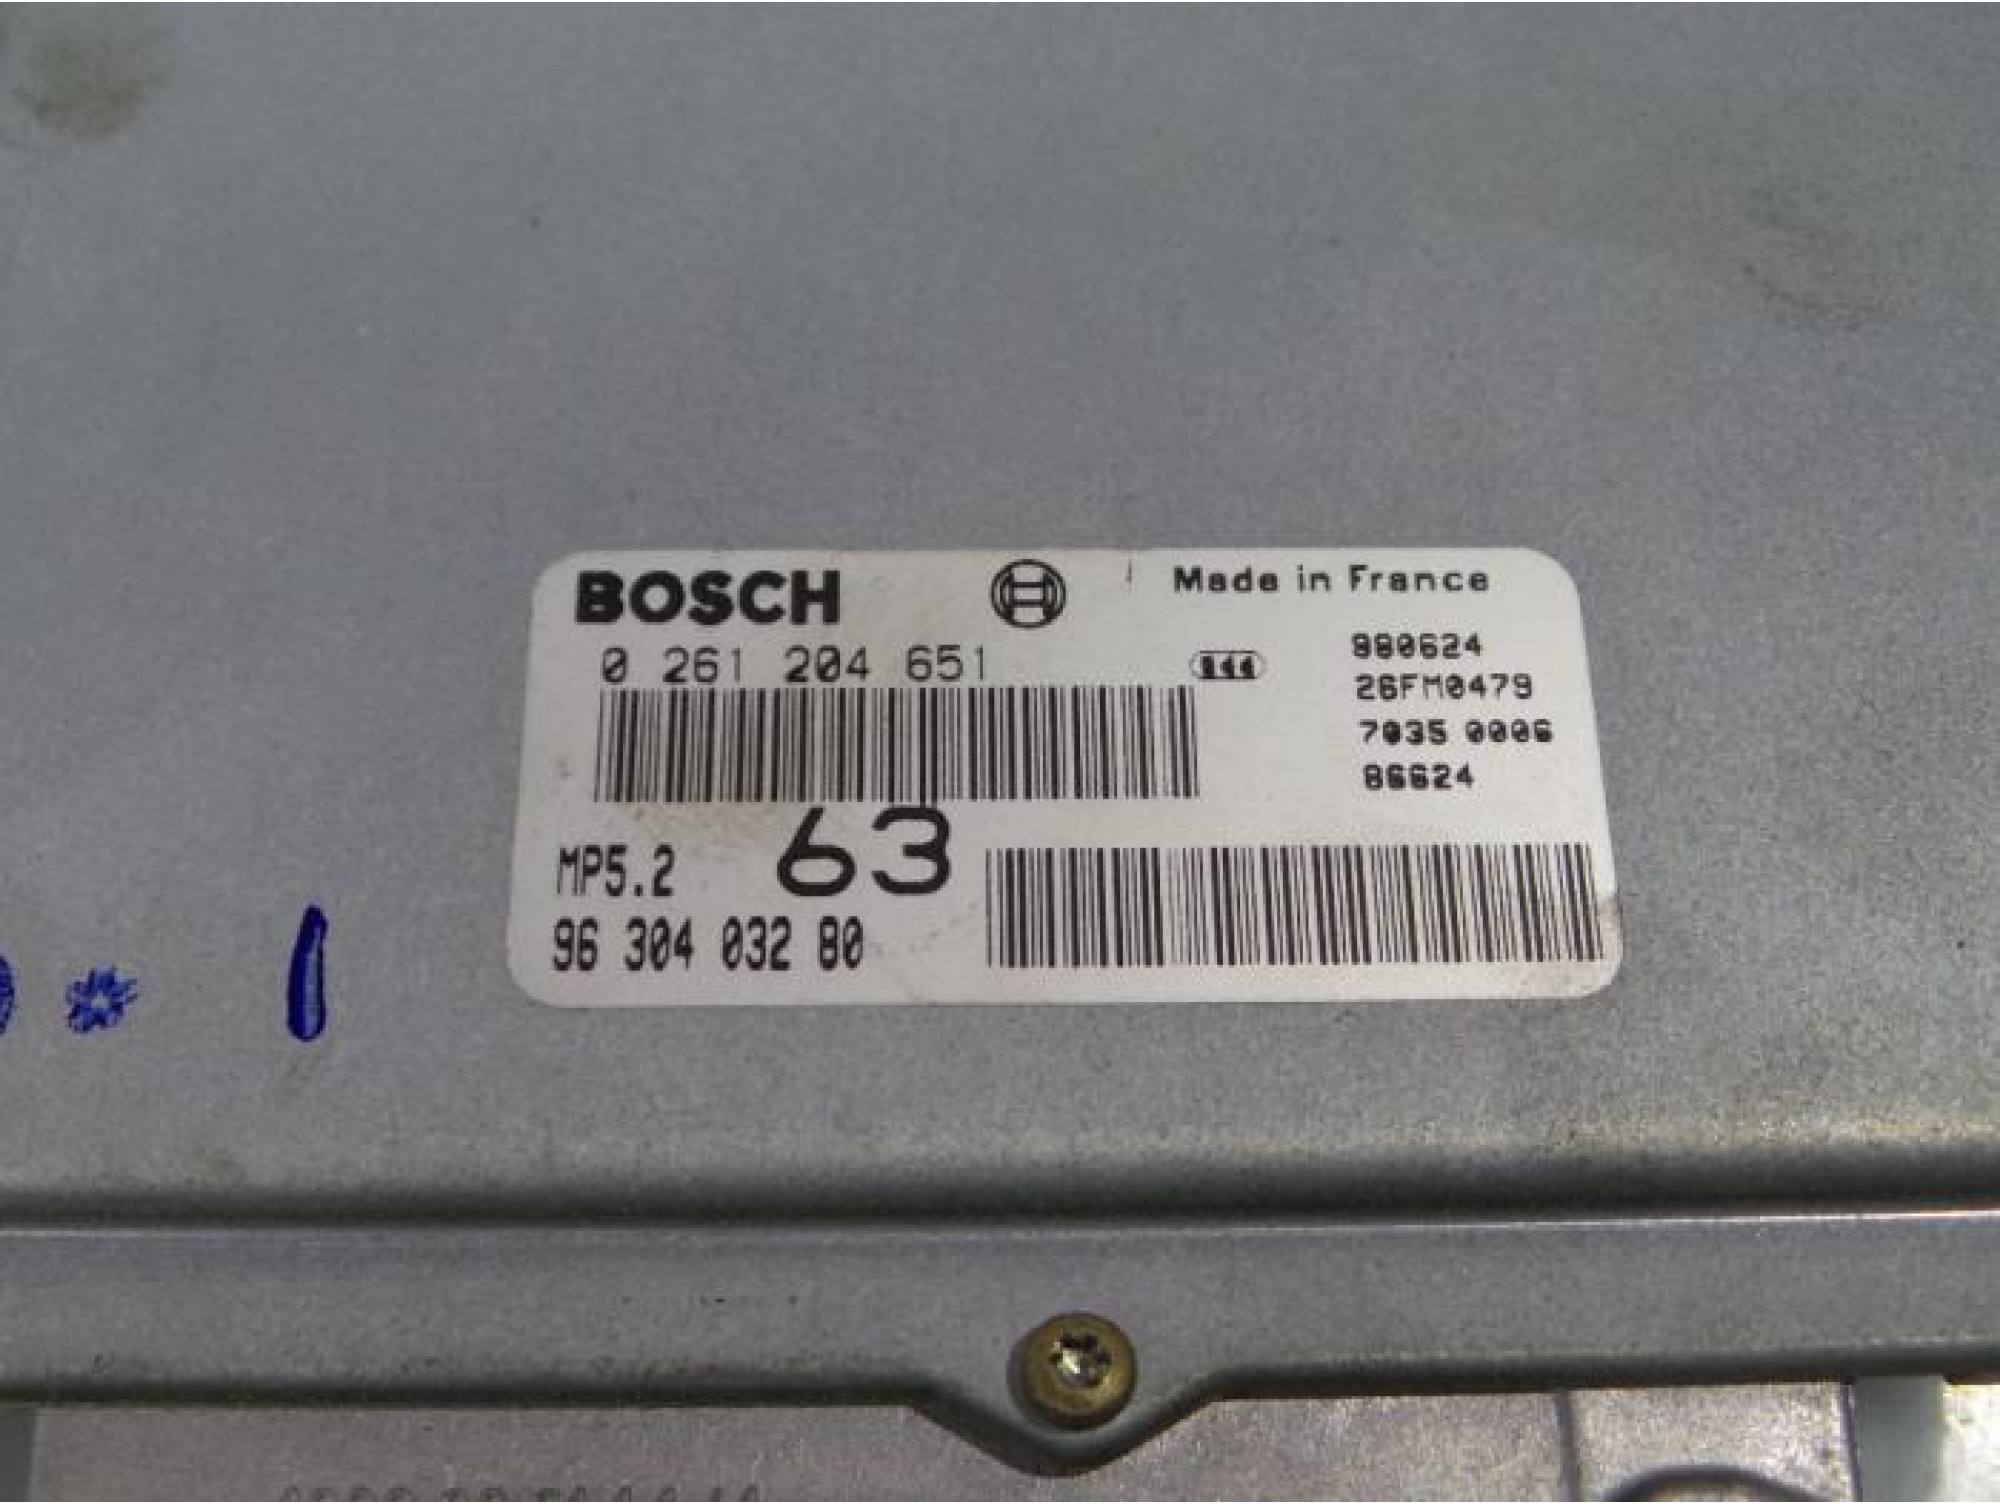 BOSCH
Made in France
0 261 204 651
980624
26FM0479
7035 0006
86624
MP5.2 63
96 304 032 80
. 1